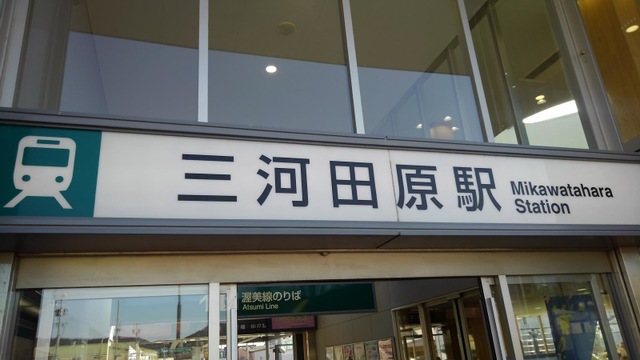 三河田原駅
Mikawatahara
Station
渥美線のりば
Atsumi Line